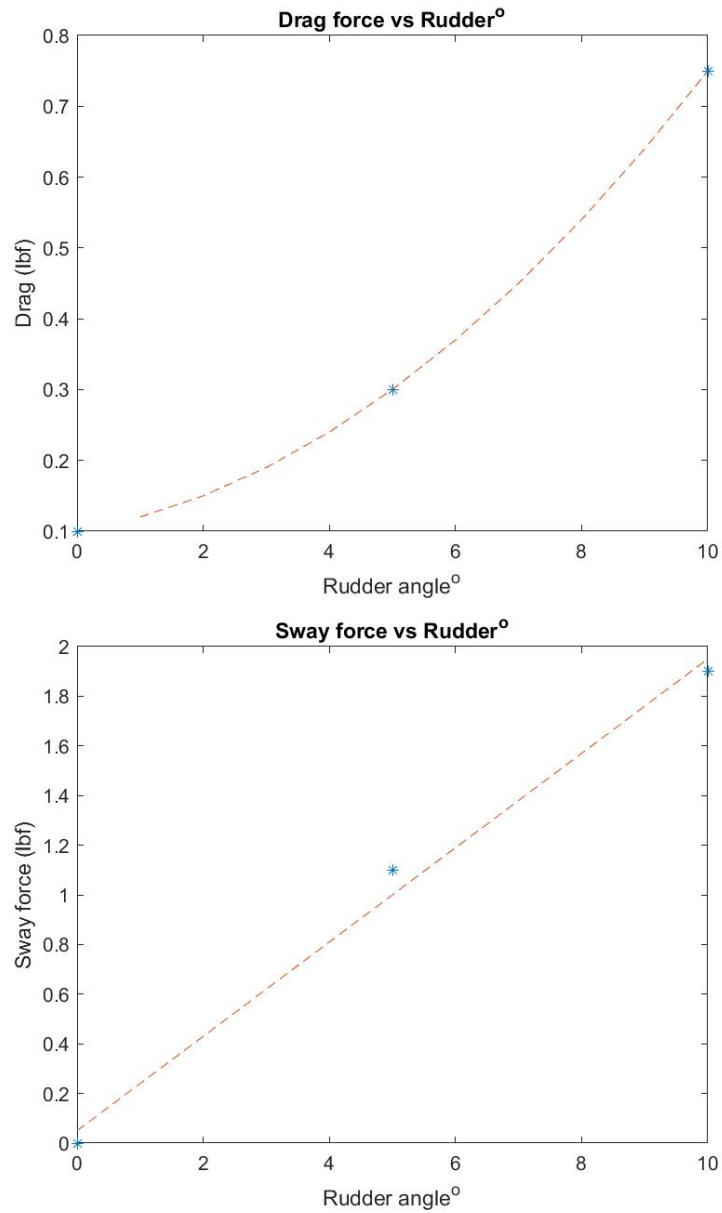 Drag force vs Rudder°
0.8
0.7
0.6
0.5
0.4
0.3
0.2
0.1
Drag (lbf)
0 2 4 6 8 10
Rudder angle°
Sway force vs Rudder°
2
1.8
1.6
1.4
1.2
1
0.8
0.6
0.4
0.2
0
Sway force (lbf)
0 2 4 6 8 10
Rudder angle°